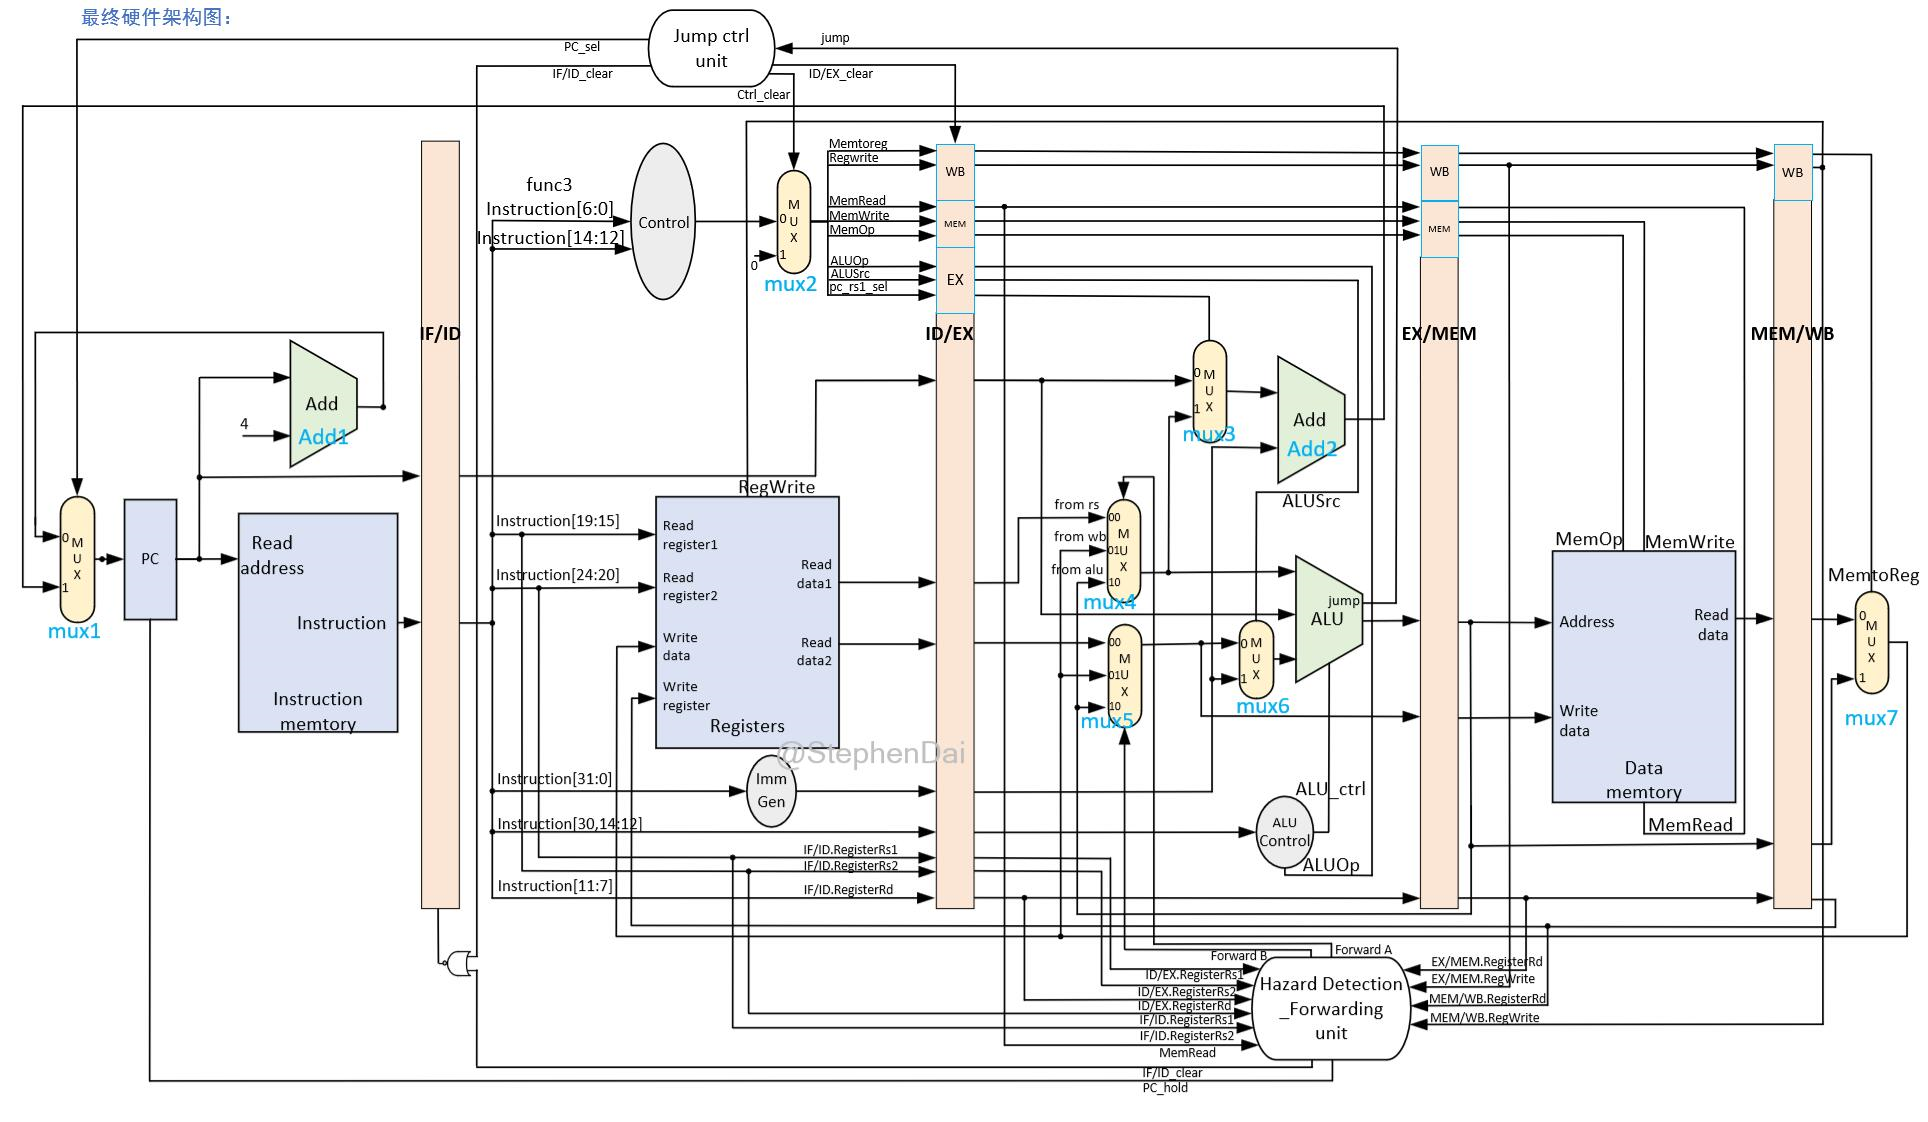 最终硬件架构图：
Jump ctrl
unit
jump
PC_sel
IF/ID_clear
ID/EX_clear
Ctrl_clear
Memtoreg
Regwrite
MemRead
MemWrite
MemOp
ALUOp
ALUSrc
pc_rs1_sel
func3
Instruction[6:0]
Instruction[14:12]
Control
0
M
U
X
1
0
mux2
WB
MEM
EX
WB
MEM
WB
IF/ID
ID/EX
EX/MEM
MEM/WB
4
Add
Add1
0
M
U
X
1
mux1
PC
Read
address
Instruction
Instruction
memtory
RegWrite
Instruction[19:15]
Instruction[24:20]
Read
register1
Read
register2
Write
data
Write
register
Read
data1
Read
data2
Registers
@StephenDai
Instruction[31:0]
Imm
Gen
Instruction[30,14:12]
IF/ID.RegisterRs1
IF/ID.RegisterRs2
Instruction[11:7]
IF/ID.RegisterRd
0
M
U
X
1
mux3
Add
Add2
ALUSrc
from rs
from wb
from alu
00
M
01
U
X
10
mux4
00
M
01
U
X
10
mux5
0
M
U
X
1
mux6
jump
ALU
ALU_ctrl
ALU
Control
ALUOp
MemOp
MemWrite
Address
Read
data
Write
data
Data
memtory
MemRead
MemtoReg
0
M
U
X
1
mux7
Forward B
Forward A
ID/EX.RegisterRs1
ID/EX.RegisterRs2
ID/EX.RegisterRd
IF/ID.RegisterRs1
IF/ID.RegisterRs2
MemRead
Hazard Detection
_Forwarding
unit
EX/MEM.RegisterRd
EX/MEM.RegWrite
MEM/WB.RegisterRd
MEM/WB.RegWrite
IF/ID_clear
PC_hold